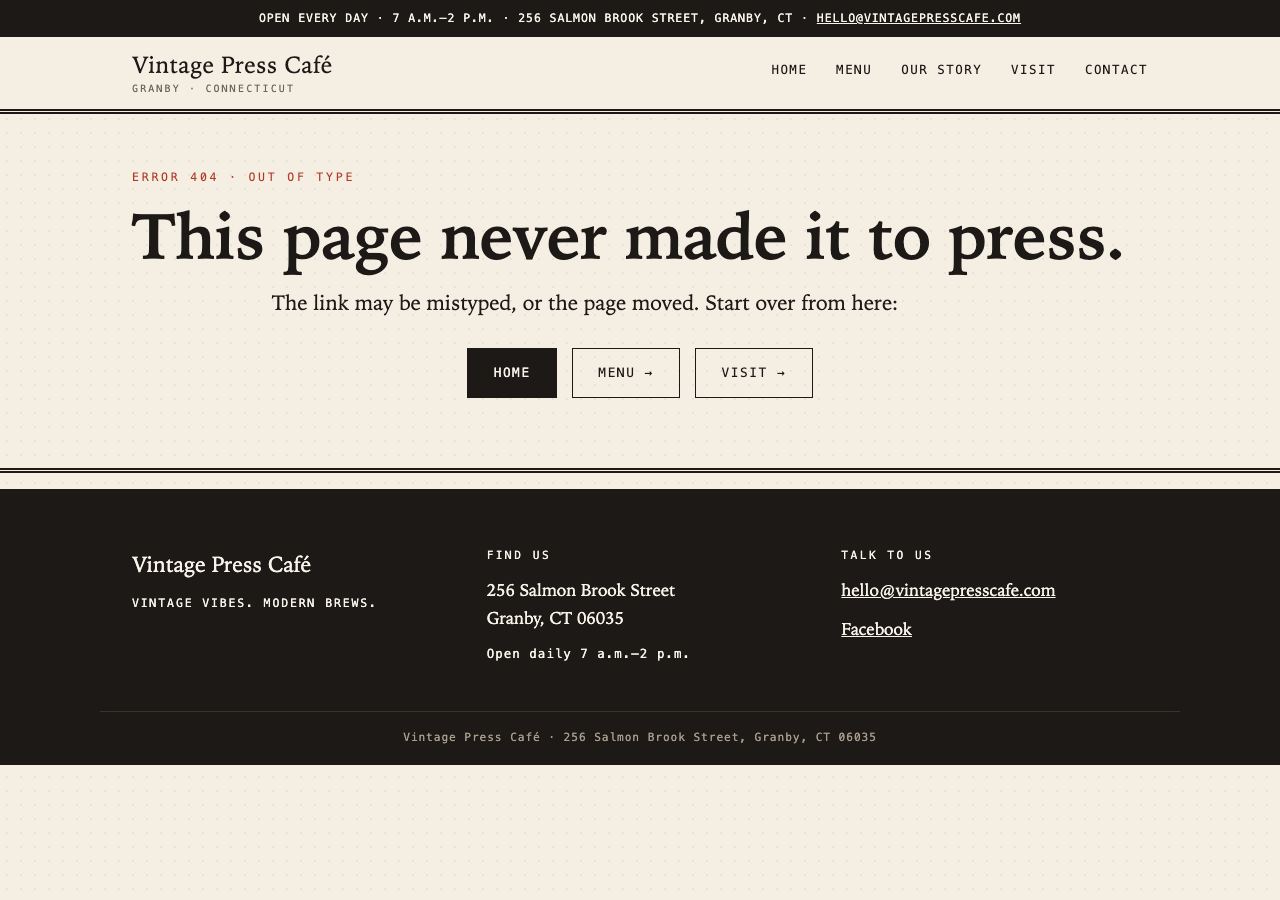 OPEN EVERY DAY · 7 A.M.–2 P.M. · 256 SALMON BROOK STREET, GRANBY, CT · HELLO@VINTAGEPRESSCAFE.COM
Vintage Press Café
GRANBY · CONNECTICUT
HOME MENU OUR STORY VISIT CONTACT
ERROR 404 · OUT OF TYPE
This page never made it to press.
The link may be mistyped, or the page moved. Start over from here:
HOME MENU → VISIT →
Vintage Press Café
VINTAGE VIBES. MODERN BREWS.
FIND US
256 Salmon Brook Street
Granby, CT 06035
Open daily 7 a.m.–2 p.m.
TALK TO US
hello@vintagepresscafe.com
Facebook
Vintage Press Café · 256 Salmon Brook Street, Granby, CT 06035